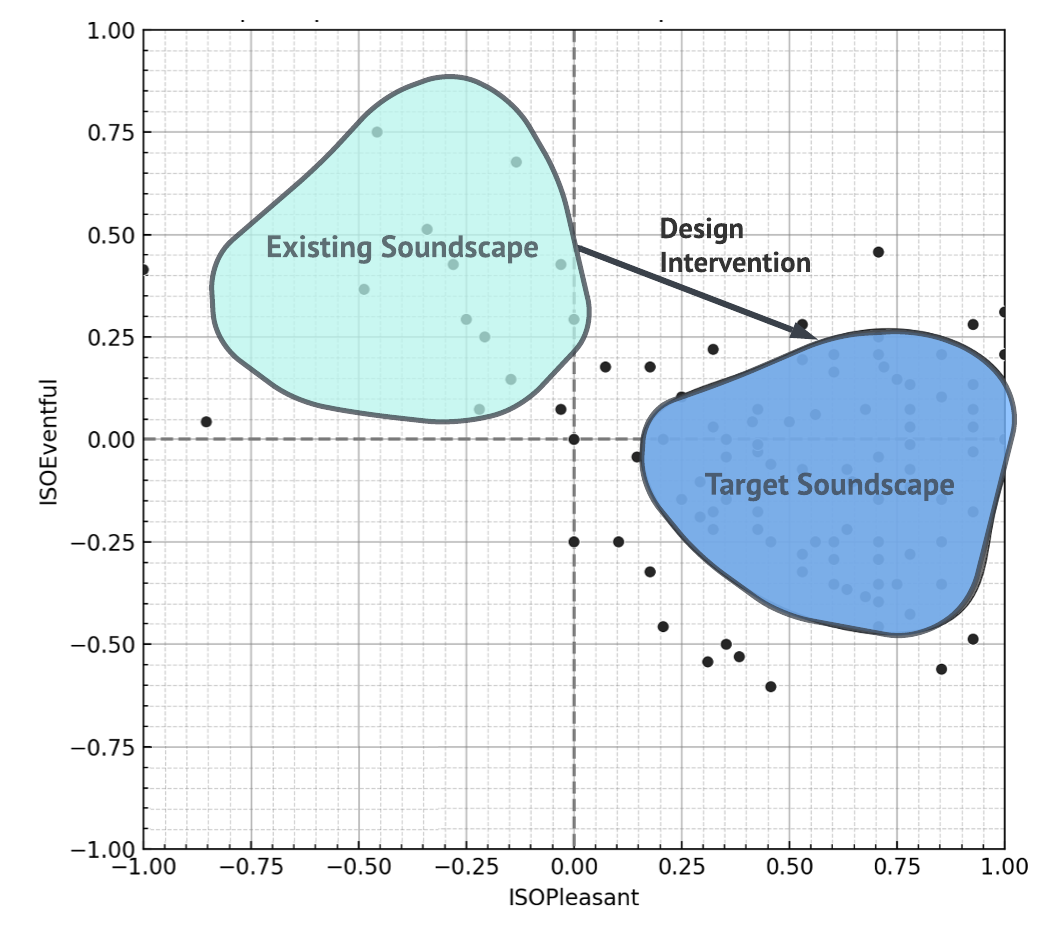 1.00
0.75
0.50
0.25
0.00
−0.25
−0.50
−0.75
−1.00
ISOEventful
Existing Soundscape
Design
Intervention
Target Soundscape
−1.00 −0.75 −0.50 −0.25 0.00 0.25 0.50 0.75 1.00
ISOPleasant